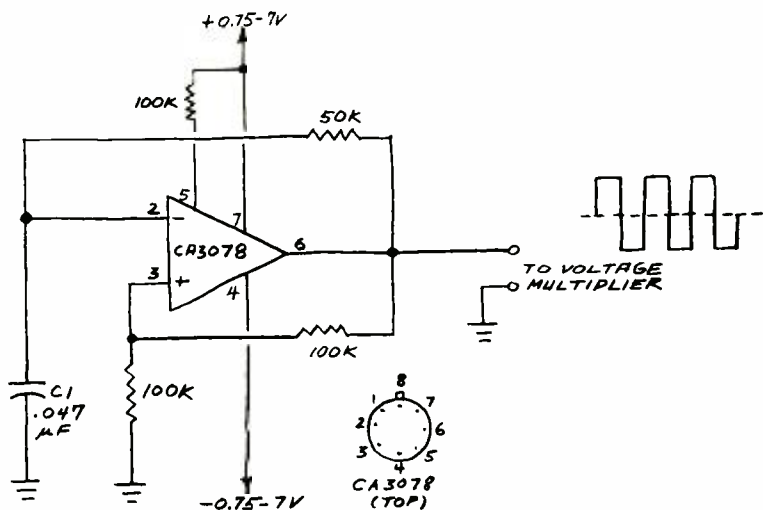 +0.75-7V
100K
50K
5
2
-
7
CA3078
6
3
+
4
TO VOLTAGE
MULTIPLIER
100K
C1
.047
µF
100K
8
1
7
2
6
3
5
4
CA3078
(TOP)
-0.75-7V